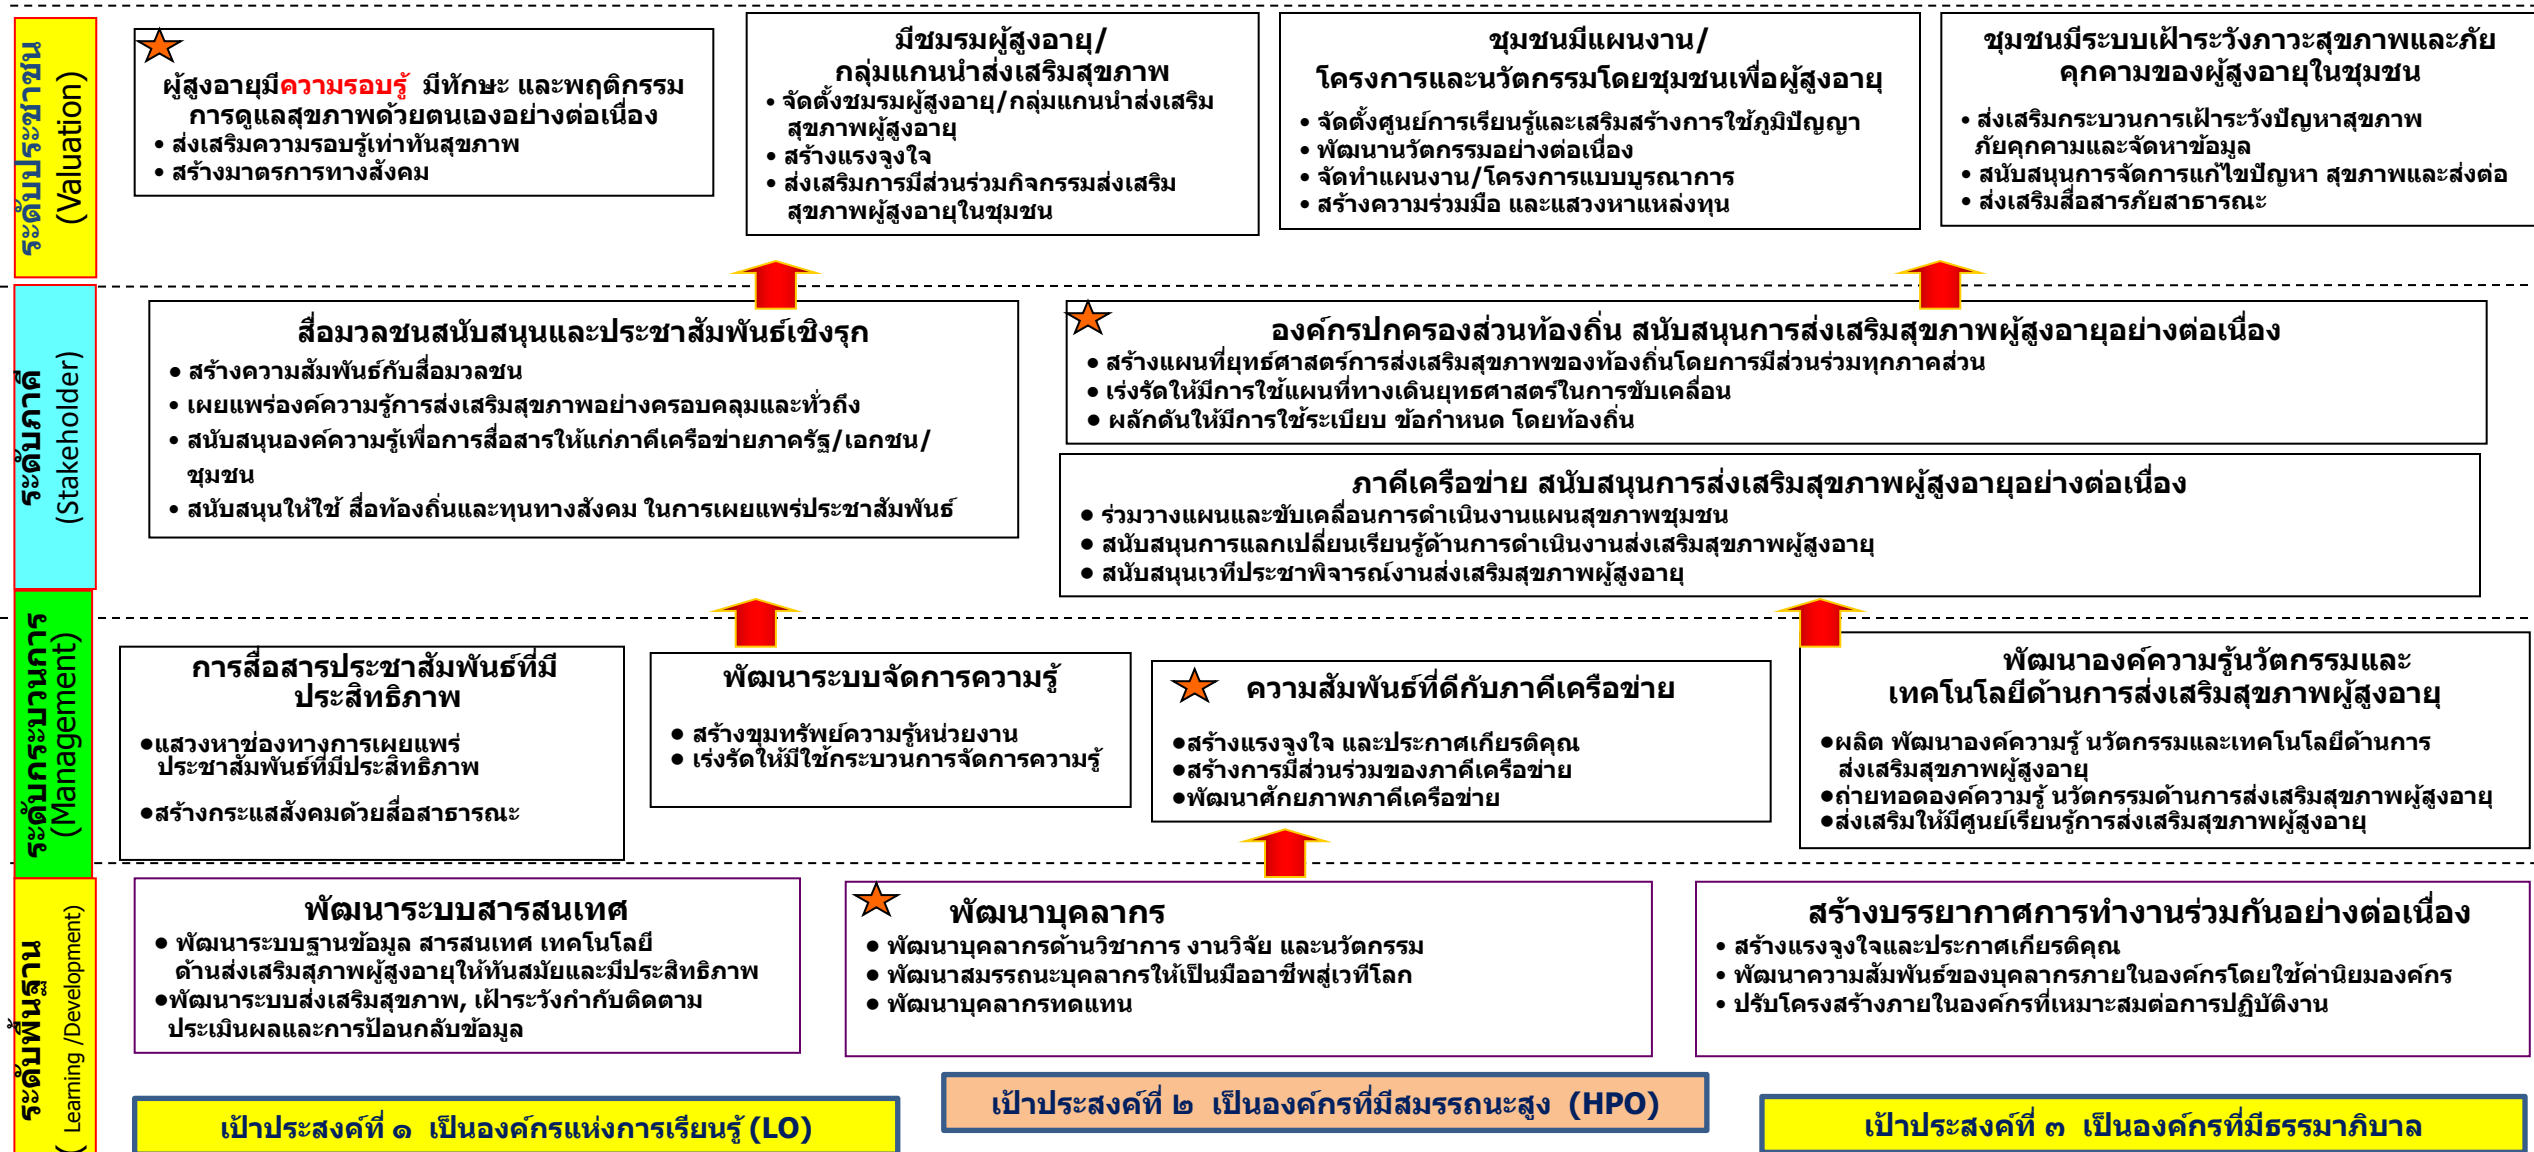 ระดับประชาชน
(Valuation)
ผู้สูงอายุมีความรอบรู้ มีทักษะ และพฤติกรรม
การดูแลสุขภาพด้วยตนเองอย่างต่อเนื่อง
• ส่งเสริมความรอบรู้เท่าทันสุขภาพ
• สร้างมาตรการทางสังคม
มีชมรมผู้สูงอายุ/
กลุ่มแกนนำส่งเสริมสุขภาพ
• จัดตั้งชมรมผู้สูงอายุ/กลุ่มแกนนำส่งเสริม
สุขภาพผู้สูงอายุ
• สร้างแรงจูงใจ
• ส่งเสริมการมีส่วนร่วมกิจกรรมส่งเสริม
สุขภาพผู้สูงอายุในชุมชน
ชุมชนมีแผนงาน/
โครงการและนวัตกรรมโดยชุมชนเพื่อผู้สูงอายุ
• จัดตั้งศูนย์การเรียนรู้และเสริมสร้างการใช้ภูมิปัญญา
• พัฒนานวัตกรรมอย่างต่อเนื่อง
• จัดทำแผนงาน/โครงการแบบบูรณาการ
• สร้างความร่วมมือ และแสวงหาแหล่งทุน
ชุมชนมีระบบเฝ้าระวังภาวะสุขภาพและภัย
คุกคามของผู้สูงอายุในชุมชน
• ส่งเสริมกระบวนการเฝ้าระวังปัญหาสุขภาพ
ภัยคุกคามและจัดหาข้อมูล
• สนับสนุนการจัดการแก้ไขปัญหา สุขภาพและส่งต่อ
• ส่งเสริมสื่อสารภัยสาธารณะ
ระดับภาคี
(Stakeholder)
สื่อมวลชนสนับสนุนและประชาสัมพันธ์เชิงรุก
• สร้างความสัมพันธ์กับสื่อมวลชน
• เผยแพร่องค์ความรู้การส่งเสริมสุขภาพอย่างครอบคลุมและทั่วถึง
• สนับสนุนองค์ความรู้เพื่อการสื่อสารให้แก่ภาคีเครือข่ายภาครัฐ/เอกชน/
ชุมชน
• สนับสนุนให้ใช้ สื่อท้องถิ่นและทุนทางสังคม ในการเผยแพร่ประชาสัมพันธ์
องค์กรปกครองส่วนท้องถิ่น สนับสนุนการส่งเสริมสุขภาพผู้สูงอายุอย่างต่อเนื่อง
• สร้างแผนที่ยุทธ์ศาสตร์การส่งเสริมสุขภาพของท้องถิ่นโดยการมีส่วนร่วมทุกภาคส่วน
• เร่งรัดให้มีการใช้แผนที่ทางเดินยุทธศาสตร์ในการขับเคลื่อน
• ผลักดันให้มีการใช้ระเบียบ ข้อกำหนด โดยท้องถิ่น
ภาคีเครือข่าย สนับสนุนการส่งเสริมสุขภาพผู้สูงอายุอย่างต่อเนื่อง
• ร่วมวางแผนและขับเคลื่อนการดำเนินงานแผนสุขภาพชุมชน
• สนับสนุนการแลกเปลี่ยนเรียนรู้ด้านการดำเนินงานส่งเสริมสุขภาพผู้สูงอายุ
• สนับสนุนเวทีประชาพิจารณ์งานส่งเสริมสุขภาพผู้สูงอายุ
ระดับกระบวนการ
(Management)
การสื่อสารประชาสัมพันธ์ที่มี
ประสิทธิภาพ
•แสวงหาช่องทางการเผยแพร่
ประชาสัมพันธ์ที่มีประสิทธิภาพ
•สร้างกระแสสังคมด้วยสื่อสาธารณะ
พัฒนาระบบจัดการความรู้
• สร้างขุมทรัพย์ความรู้หน่วยงาน
• เร่งรัดให้มีใช้กระบวนการจัดการความรู้
ความสัมพันธ์ที่ดีกับภาคีเครือข่าย
•สร้างแรงจูงใจ และประกาศเกียรติคุณ
•สร้างการมีส่วนร่วมของภาคีเครือข่าย
•พัฒนาศักยภาพภาคีเครือข่าย
พัฒนาองค์ความรู้นวัตกรรมและ
เทคโนโลยีด้านการส่งเสริมสุขภาพผู้สูงอายุ
•ผลิต พัฒนาองค์ความรู้ นวัตกรรมและเทคโนโลยีด้านการ
ส่งเสริมสุขภาพผู้สูงอายุ
•ถ่ายทอดองค์ความรู้ นวัตกรรมด้านการส่งเสริมสุขภาพผู้สูงอายุ
•ส่งเสริมให้มีศูนย์เรียนรู้การส่งเสริมสุขภาพผู้สูงอายุ
ระดับพื้นฐาน
( Learning /Development)
พัฒนาระบบสารสนเทศ
• พัฒนาระบบฐานข้อมูล สารสนเทศ เทคโนโลยี
ด้านส่งเสริมสุภาพผู้สูงอายุให้ทันสมัยและมีประสิทธิภาพ
•พัฒนาระบบส่งเสริมสุขภาพ, เฝ้าระวังกำกับติดตาม
ประเมินผลและการป้อนกลับข้อมูล
พัฒนาบุคลากร
• พัฒนาบุคลากรด้านวิชาการ งานวิจัย และนวัตกรรม
• พัฒนาสมรรถนะบุคลากรให้เป็นมืออาชีพสู่เวทีโลก
• พัฒนาบุคลากรทดแทน
สร้างบรรยากาศการทำงานร่วมกันอย่างต่อเนื่อง
• สร้างแรงจูงใจและประกาศเกียรติคุณ
• พัฒนาความสัมพันธ์ของบุคลากรภายในองค์กรโดยใช้ค่านิยมองค์กร
• ปรับโครงสร้างภายในองค์กรที่เหมาะสมต่อการปฏิบัติงาน
เป้าประสงค์ที่ ๑ เป็นองค์กรแห่งการเรียนรู้ (LO)
เป้าประสงค์ที่ ๒ เป็นองค์กรที่มีสมรรถนะสูง (HPO)
เป้าประสงค์ที่ ๓ เป็นองค์กรที่มีธรรมาภิบาล